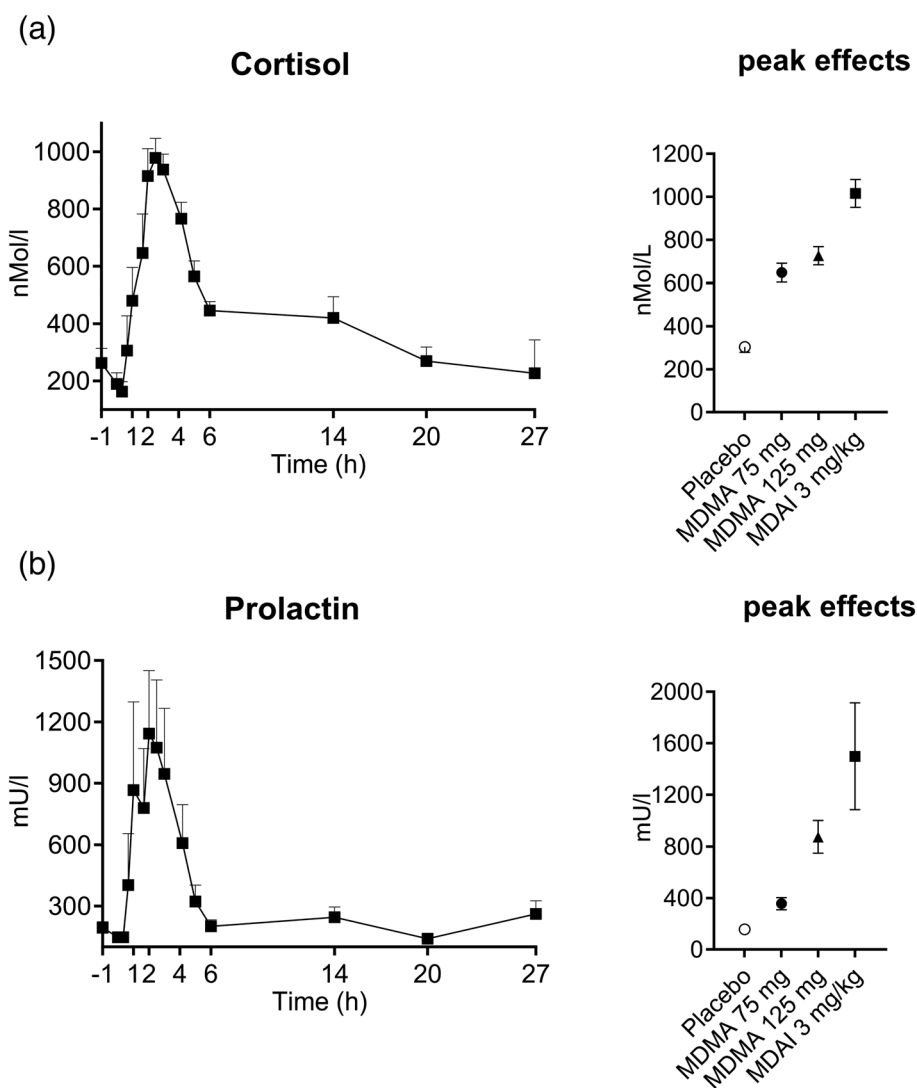 (a)
Cortisol
peak effects
nMol/l
1000
800
600
400
200
-1 1 2 4 6 14 20 27
Time (h)
nMol/L
1200
1000
800
600
400
200
0
Placebo
MDMA 75 mg
MDMA 125 mg
MDAI 3 mg/kg
(b)
Prolactin
peak effects
mU/l
1500
1200
900
600
300
-1 1 2 4 6 14 20 27
Time (h)
mU/l
2000
1600
1200
800
400
0
Placebo
MDMA 75 mg
MDMA 125 mg
MDAI 3 mg/kg